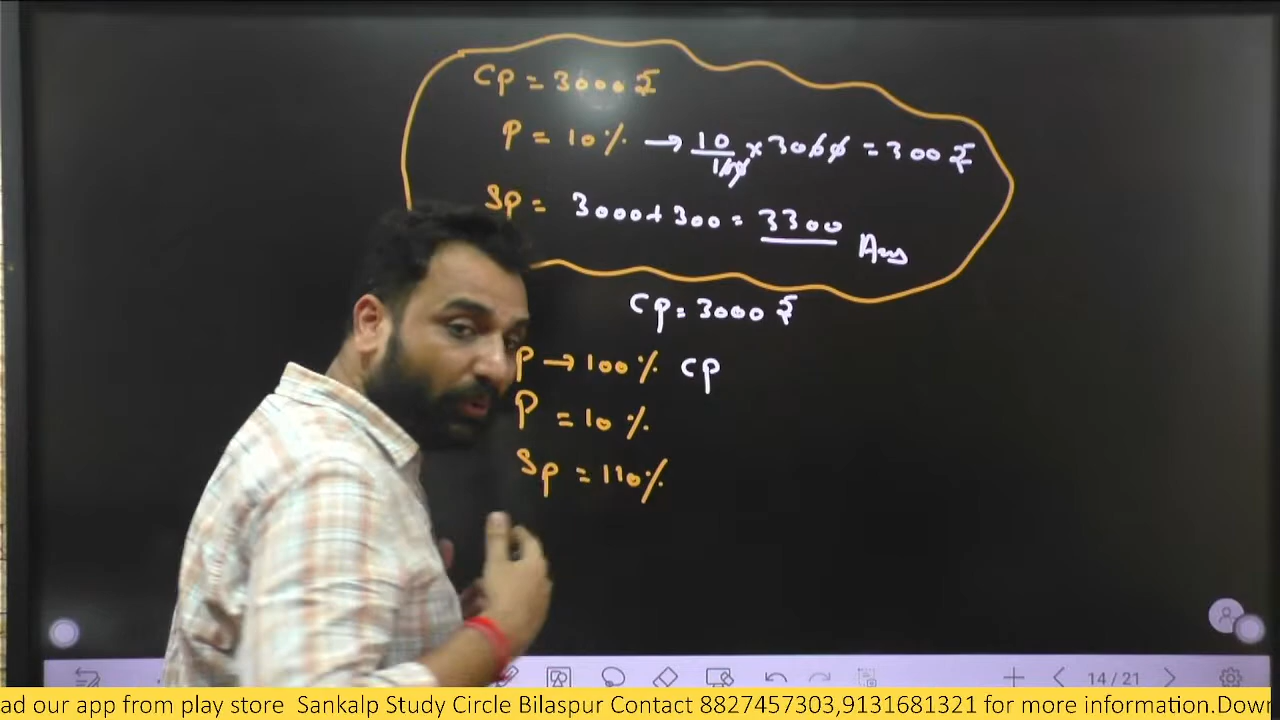 CP = 3000 ₹
P = 10% → 10/100 × 3000 = 300 ₹
SP = 3000 + 300 = 3300 Ans
CP = 3000 ₹
P → 100% CP
P = 10%
SP = 110%
14 / 21
ad our app from play store Sankalp Study Circle Bilaspur Contact 8827457303,9131681321 for more information.Down